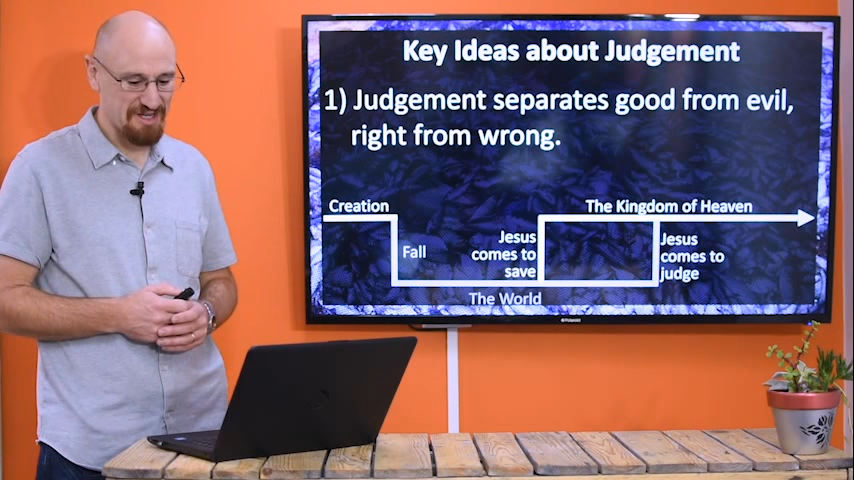 Key Ideas about Judgement
1) Judgement separates good from evil,
right from wrong.
Creation
The Kingdom of Heaven
Fall
Jesus
comes to
save
Jesus
comes to
judge
The World
Polaroid